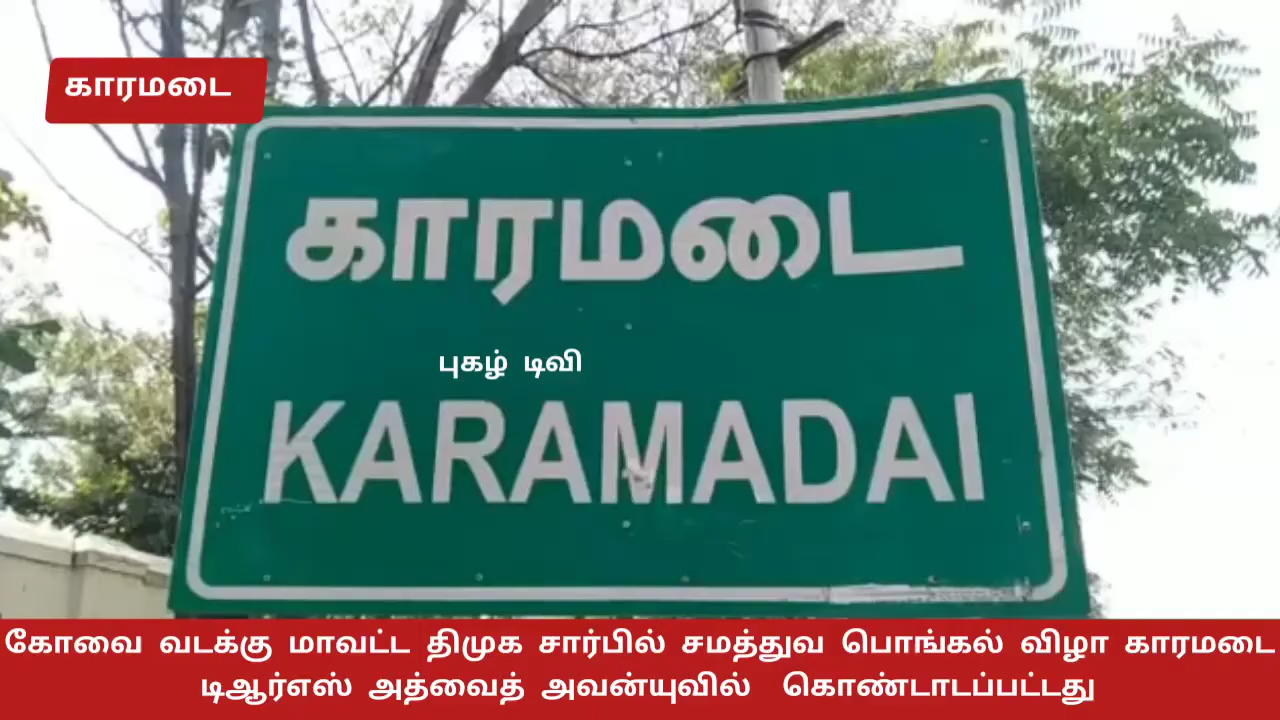 காரமடை
காரமடை
புகழ் டிவி
KARAMADAI
கோவை வடக்கு மாவட்ட திமுக சார்பில் சமத்துவ பொங்கல் விழா காரமடை
டிஆர்எஸ் அத்வைத் அவன்யுவில் கொண்டாடப்பட்டது